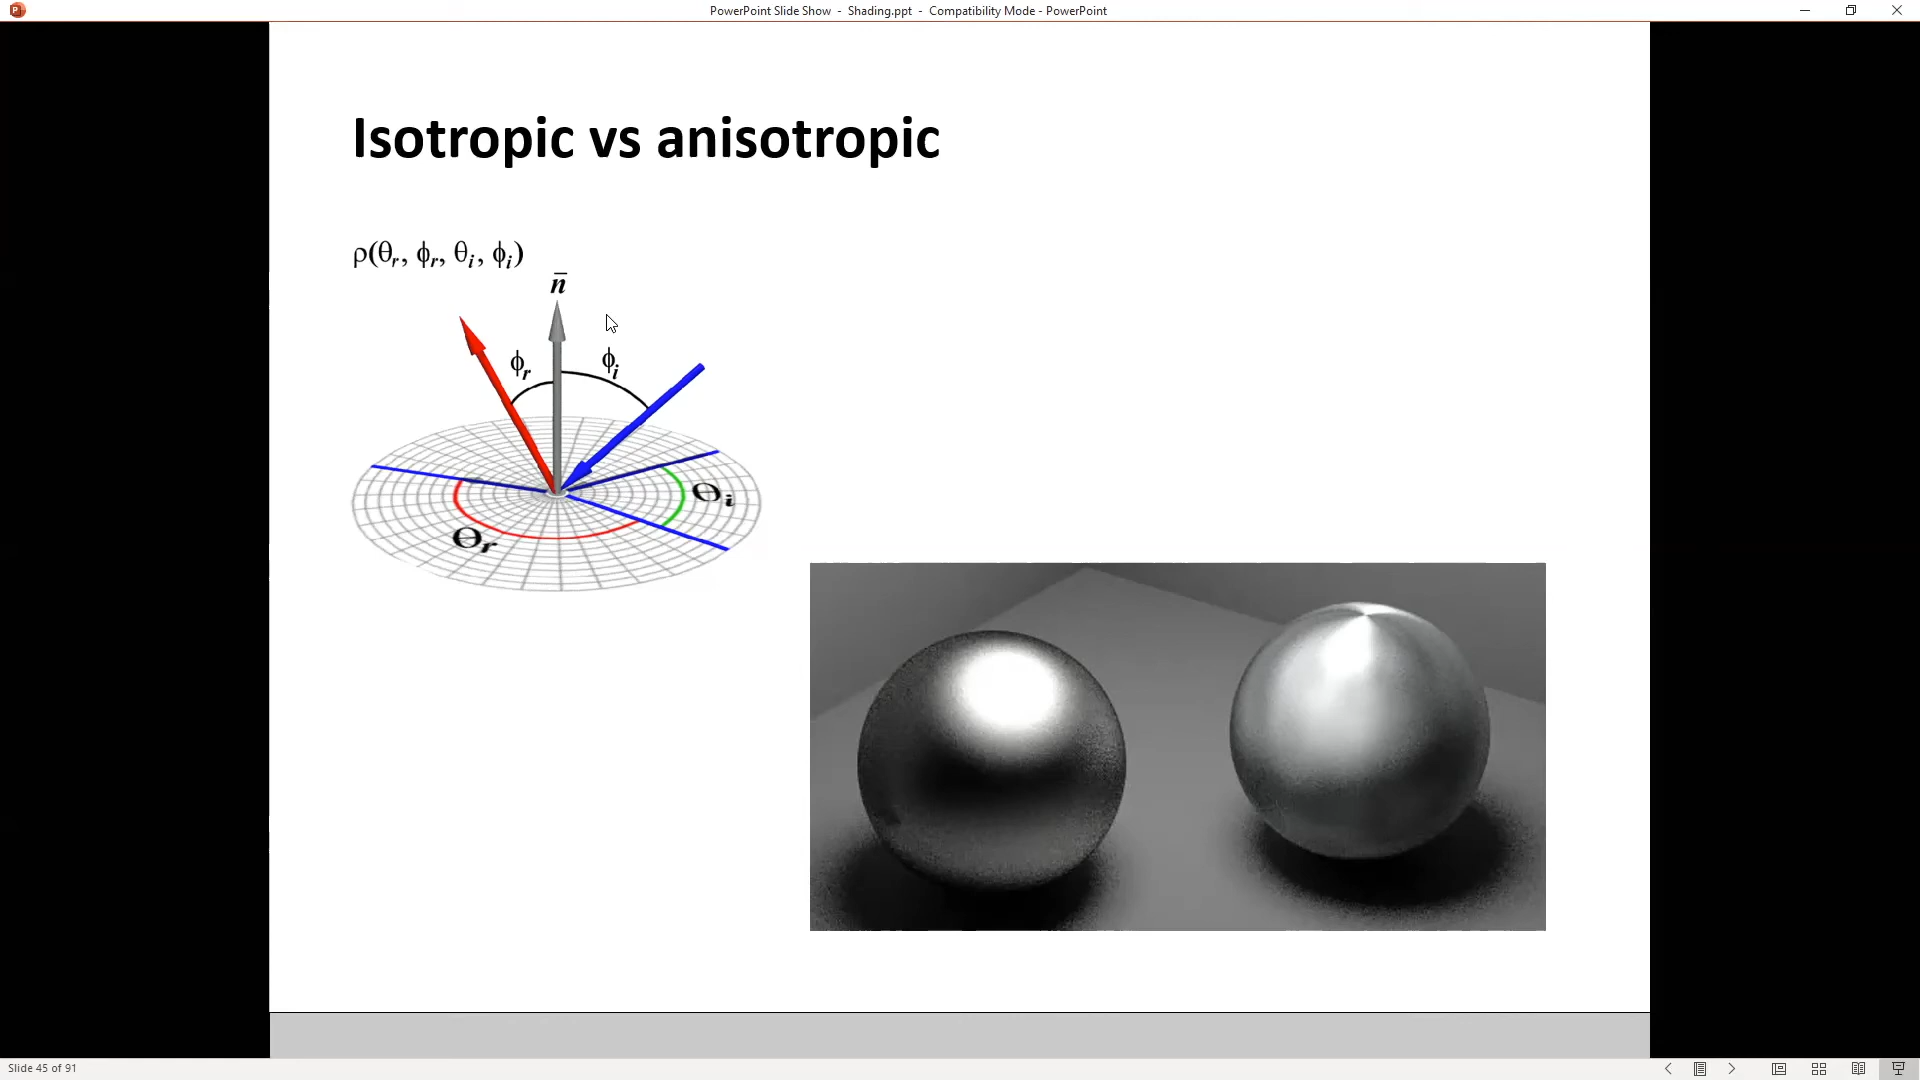 PowerPoint Slide Show - Shading.ppt - Compatibility Mode - PowerPoint
Isotropic vs anisotropic
ρ(θr, ϕr, θi, ϕi)
n̄
ϕr
ϕi
Θi
Θr
Slide 45 of 91